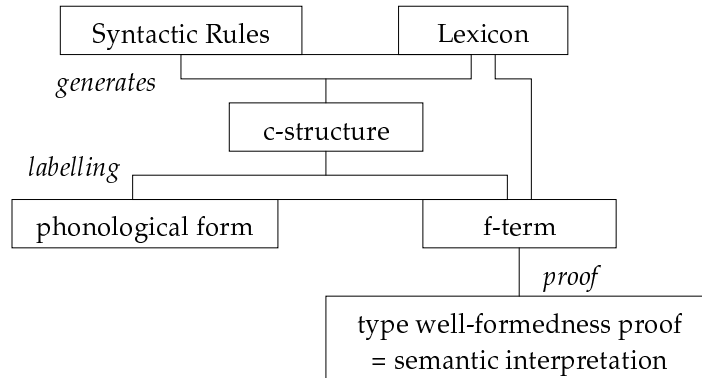 Syntactic Rules
Lexicon
generates
c-structure
labelling
phonological form
f-term
proof
type well-formedness proof
= semantic interpretation